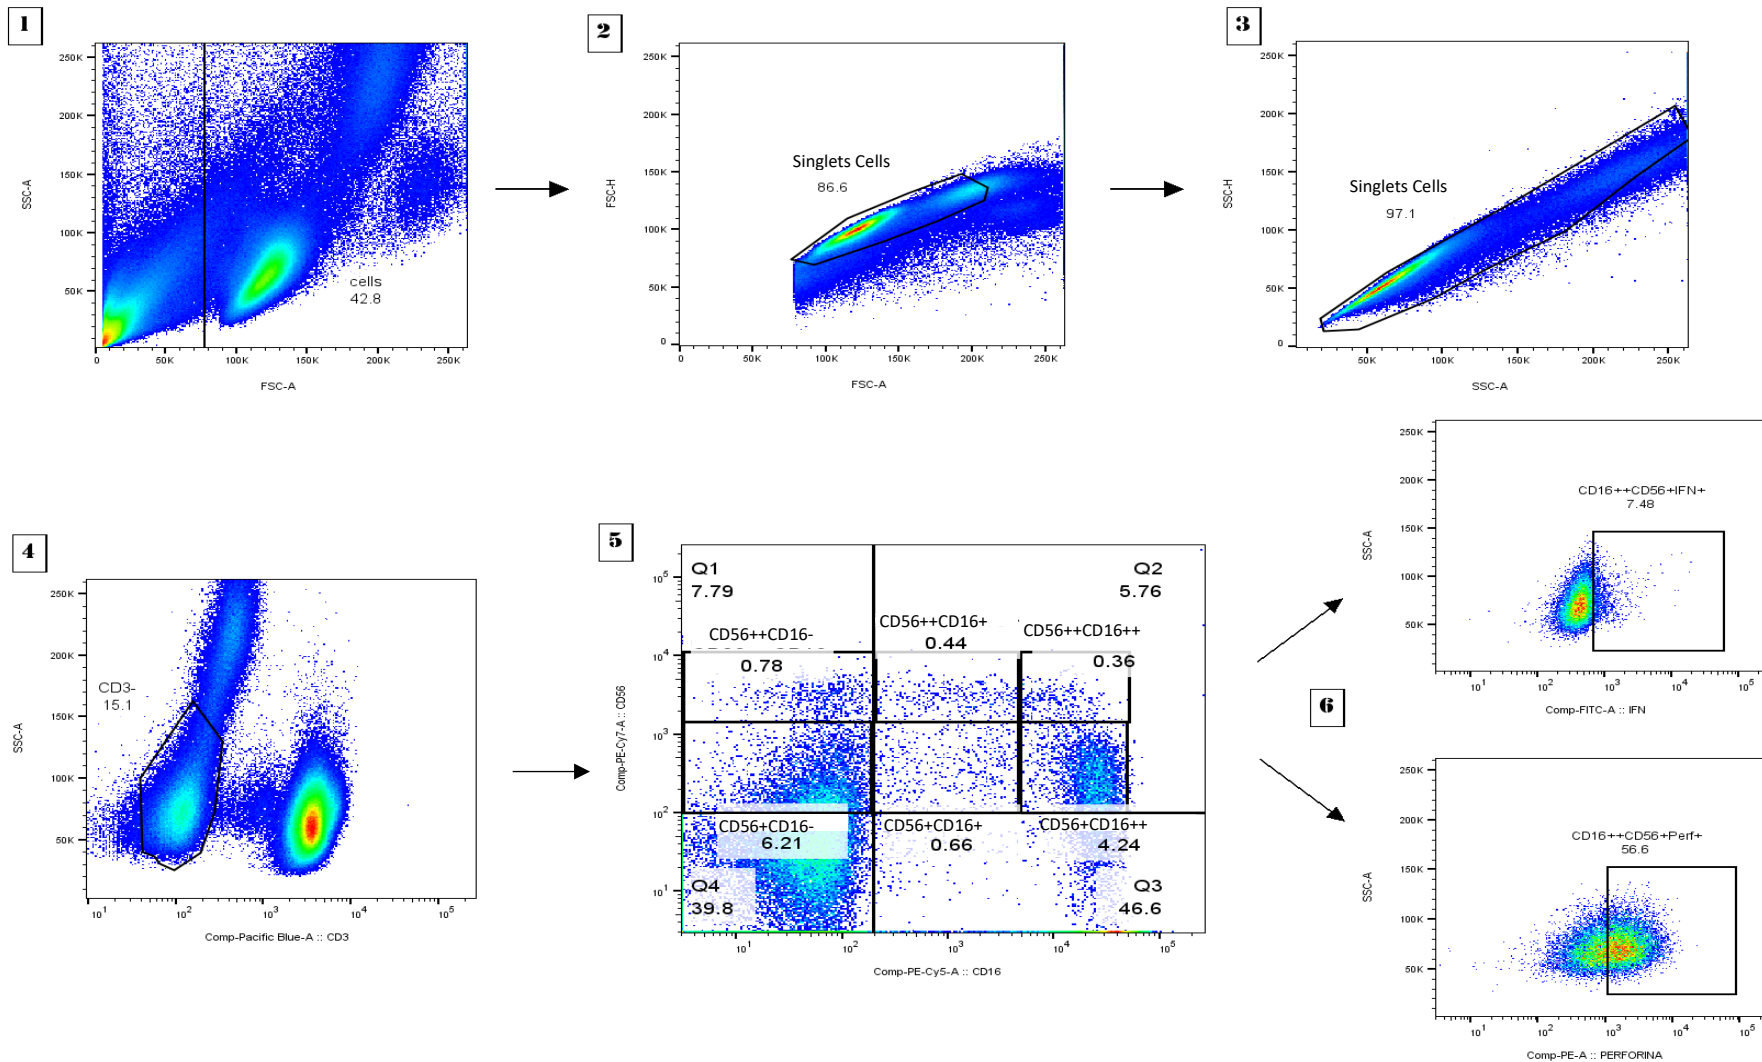 1
250K
200K
150K
100K
50K
0
50K
100K
150K
200K
250K
SSC-A
FSC-A
cells
42.8
2
250K
200K
150K
100K
50K
0
0
50K
100K
150K
200K
250K
FSC-H
FSC-A
Singlets Cells
86.6
3
250K
200K
150K
100K
50K
0
50K
100K
150K
200K
250K
SSC-H
SSC-A
Singlets Cells
97.1
4
250K
200K
150K
100K
50K
10^1
10^2
10^3
10^4
10^5
SSC-A
Comp-Pacific Blue-A :: CD3
CD3-
15.1
5
10^5
10^4
10^3
10^2
10^1
10^1
10^2
10^3
10^4
10^5
Comp-PE-Cy7-A :: CD56
Comp-PE-Cy5-A :: CD16
Q1
7.79
Q2
5.76
CD56++CD16-
0.78
CD56++CD16+
0.44
CD56++CD16++
0.36
CD56+CD16-
6.21
CD56+CD16+
0.66
CD56+CD16++
4.24
Q4
39.8
Q3
46.6
6
250K
200K
150K
100K
50K
10^1
10^2
10^3
10^4
10^5
SSC-A
Comp-FITC-A :: IFN
CD16++CD56+IFN+
7.48
250K
200K
150K
100K
50K
10^1
10^2
10^3
10^4
10^5
SSC-A
Comp-PE-A :: PERFORINA
CD16++CD56+Perf+
56.6